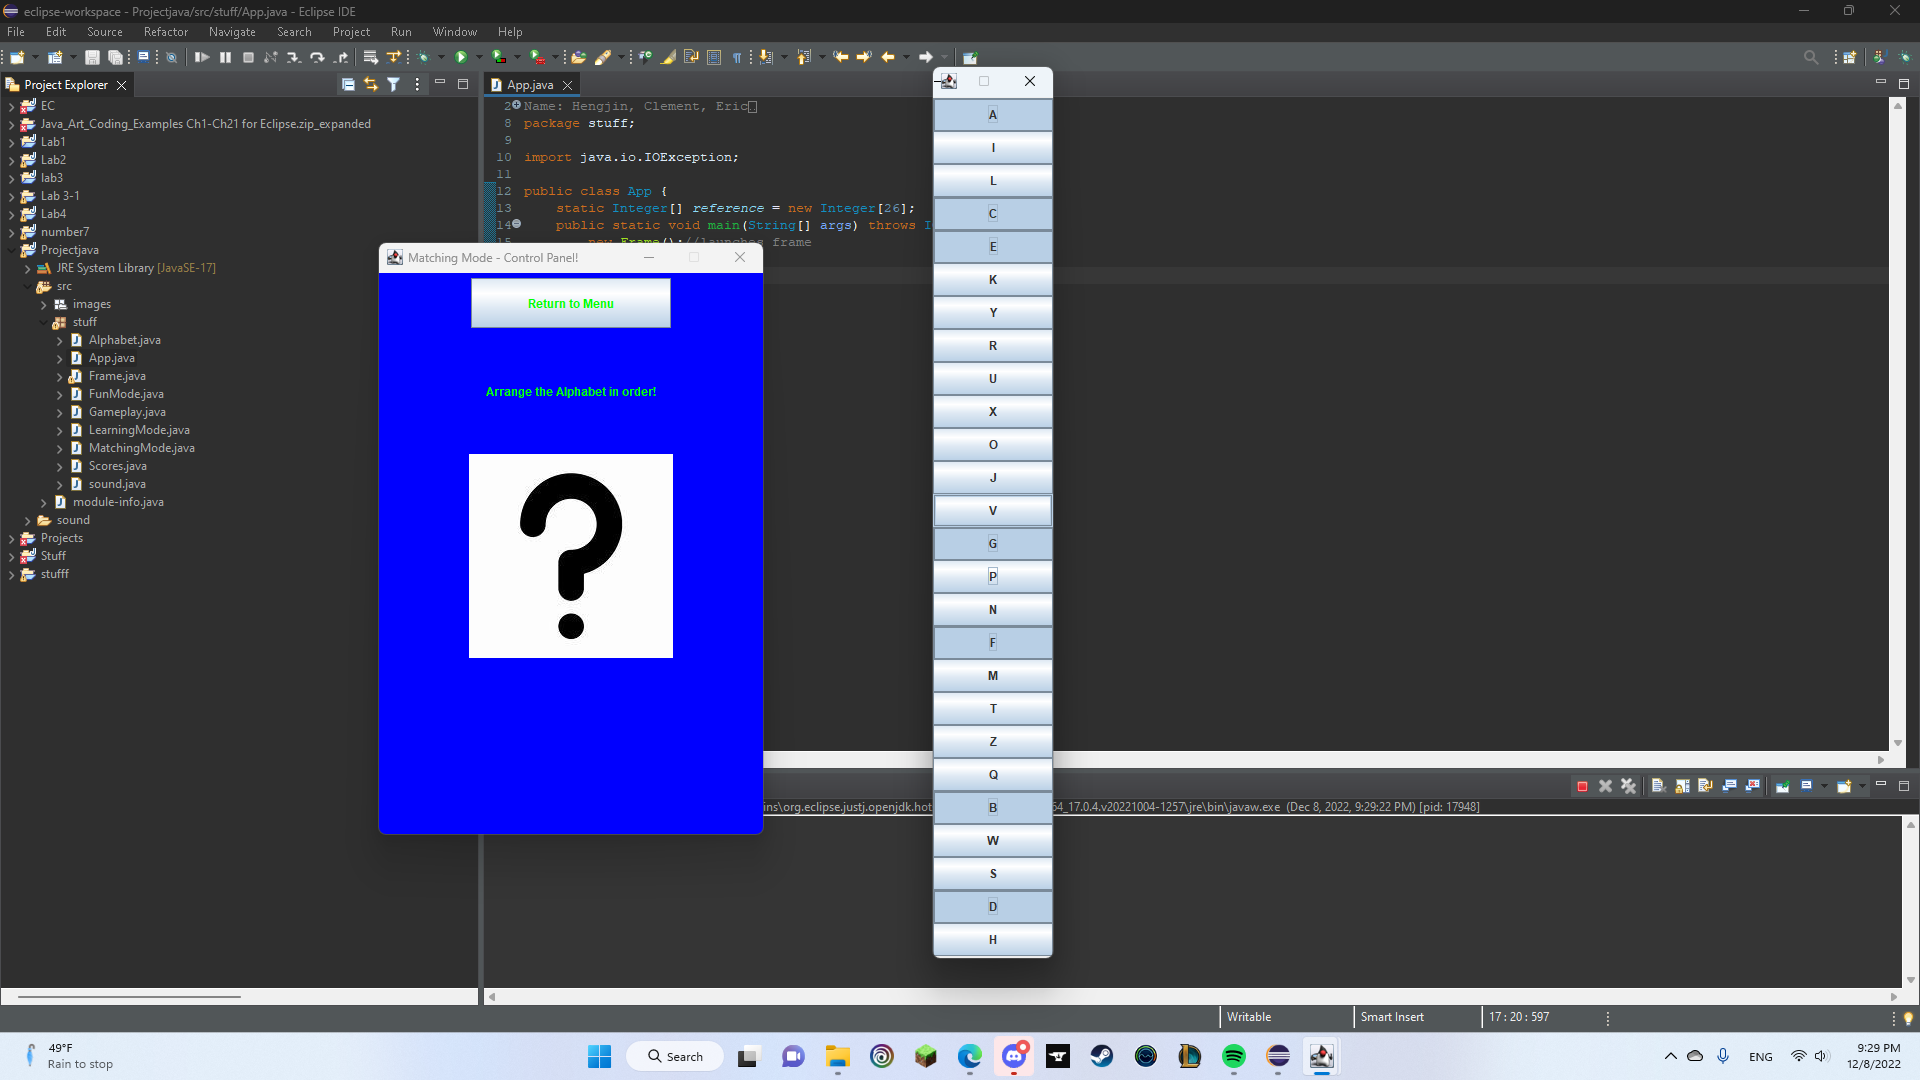 eclipse-workspace - Projectjava/src/stuff/App.java - Eclipse IDE
File Edit Source Refactor Navigate Search Project Run Window Help
Project Explorer
EC
Java_Art_Coding_Examples Ch1-Ch21 for Eclipse.zip_expanded
Lab1
Lab2
lab3
Lab 3-1
Lab4
number7
Projectjava
JRE System Library [JavaSE-17]
src
images
stuff
Alphabet.java
App.java
Frame.java
FunMode.java
Gameplay.java
LearningMode.java
MatchingMode.java
Scores.java
sound.java
module-info.java
sound
Projects
Stuff
stufff
App.java
2 Name: Hengjin, Clement, Eric
8 package stuff;
9
10 import java.io.IOException;
11
12 public class App {
13 static Integer[] reference = new Integer[26];
14 public static void main(String[] args) throws I
15 new Frame();//launches frame
Matching Mode - Control Panel!
Return to Menu
Arrange the Alphabet in order!
?
A
I
L
C
E
K
Y
R
U
X
O
J
V
G
P
N
F
M
T
Z
Q
B
W
S
D
H
ins\org.eclipse.justj.openjdk.hot 64_17.0.4.v20221004-1257\jre\bin\javaw.exe (Dec 8, 2022, 9:29:22 PM) [pid: 17948]
Writable
Smart Insert
17 : 20 : 597
49°F
Rain to stop
Search
ENG
9:29 PM
12/8/2022